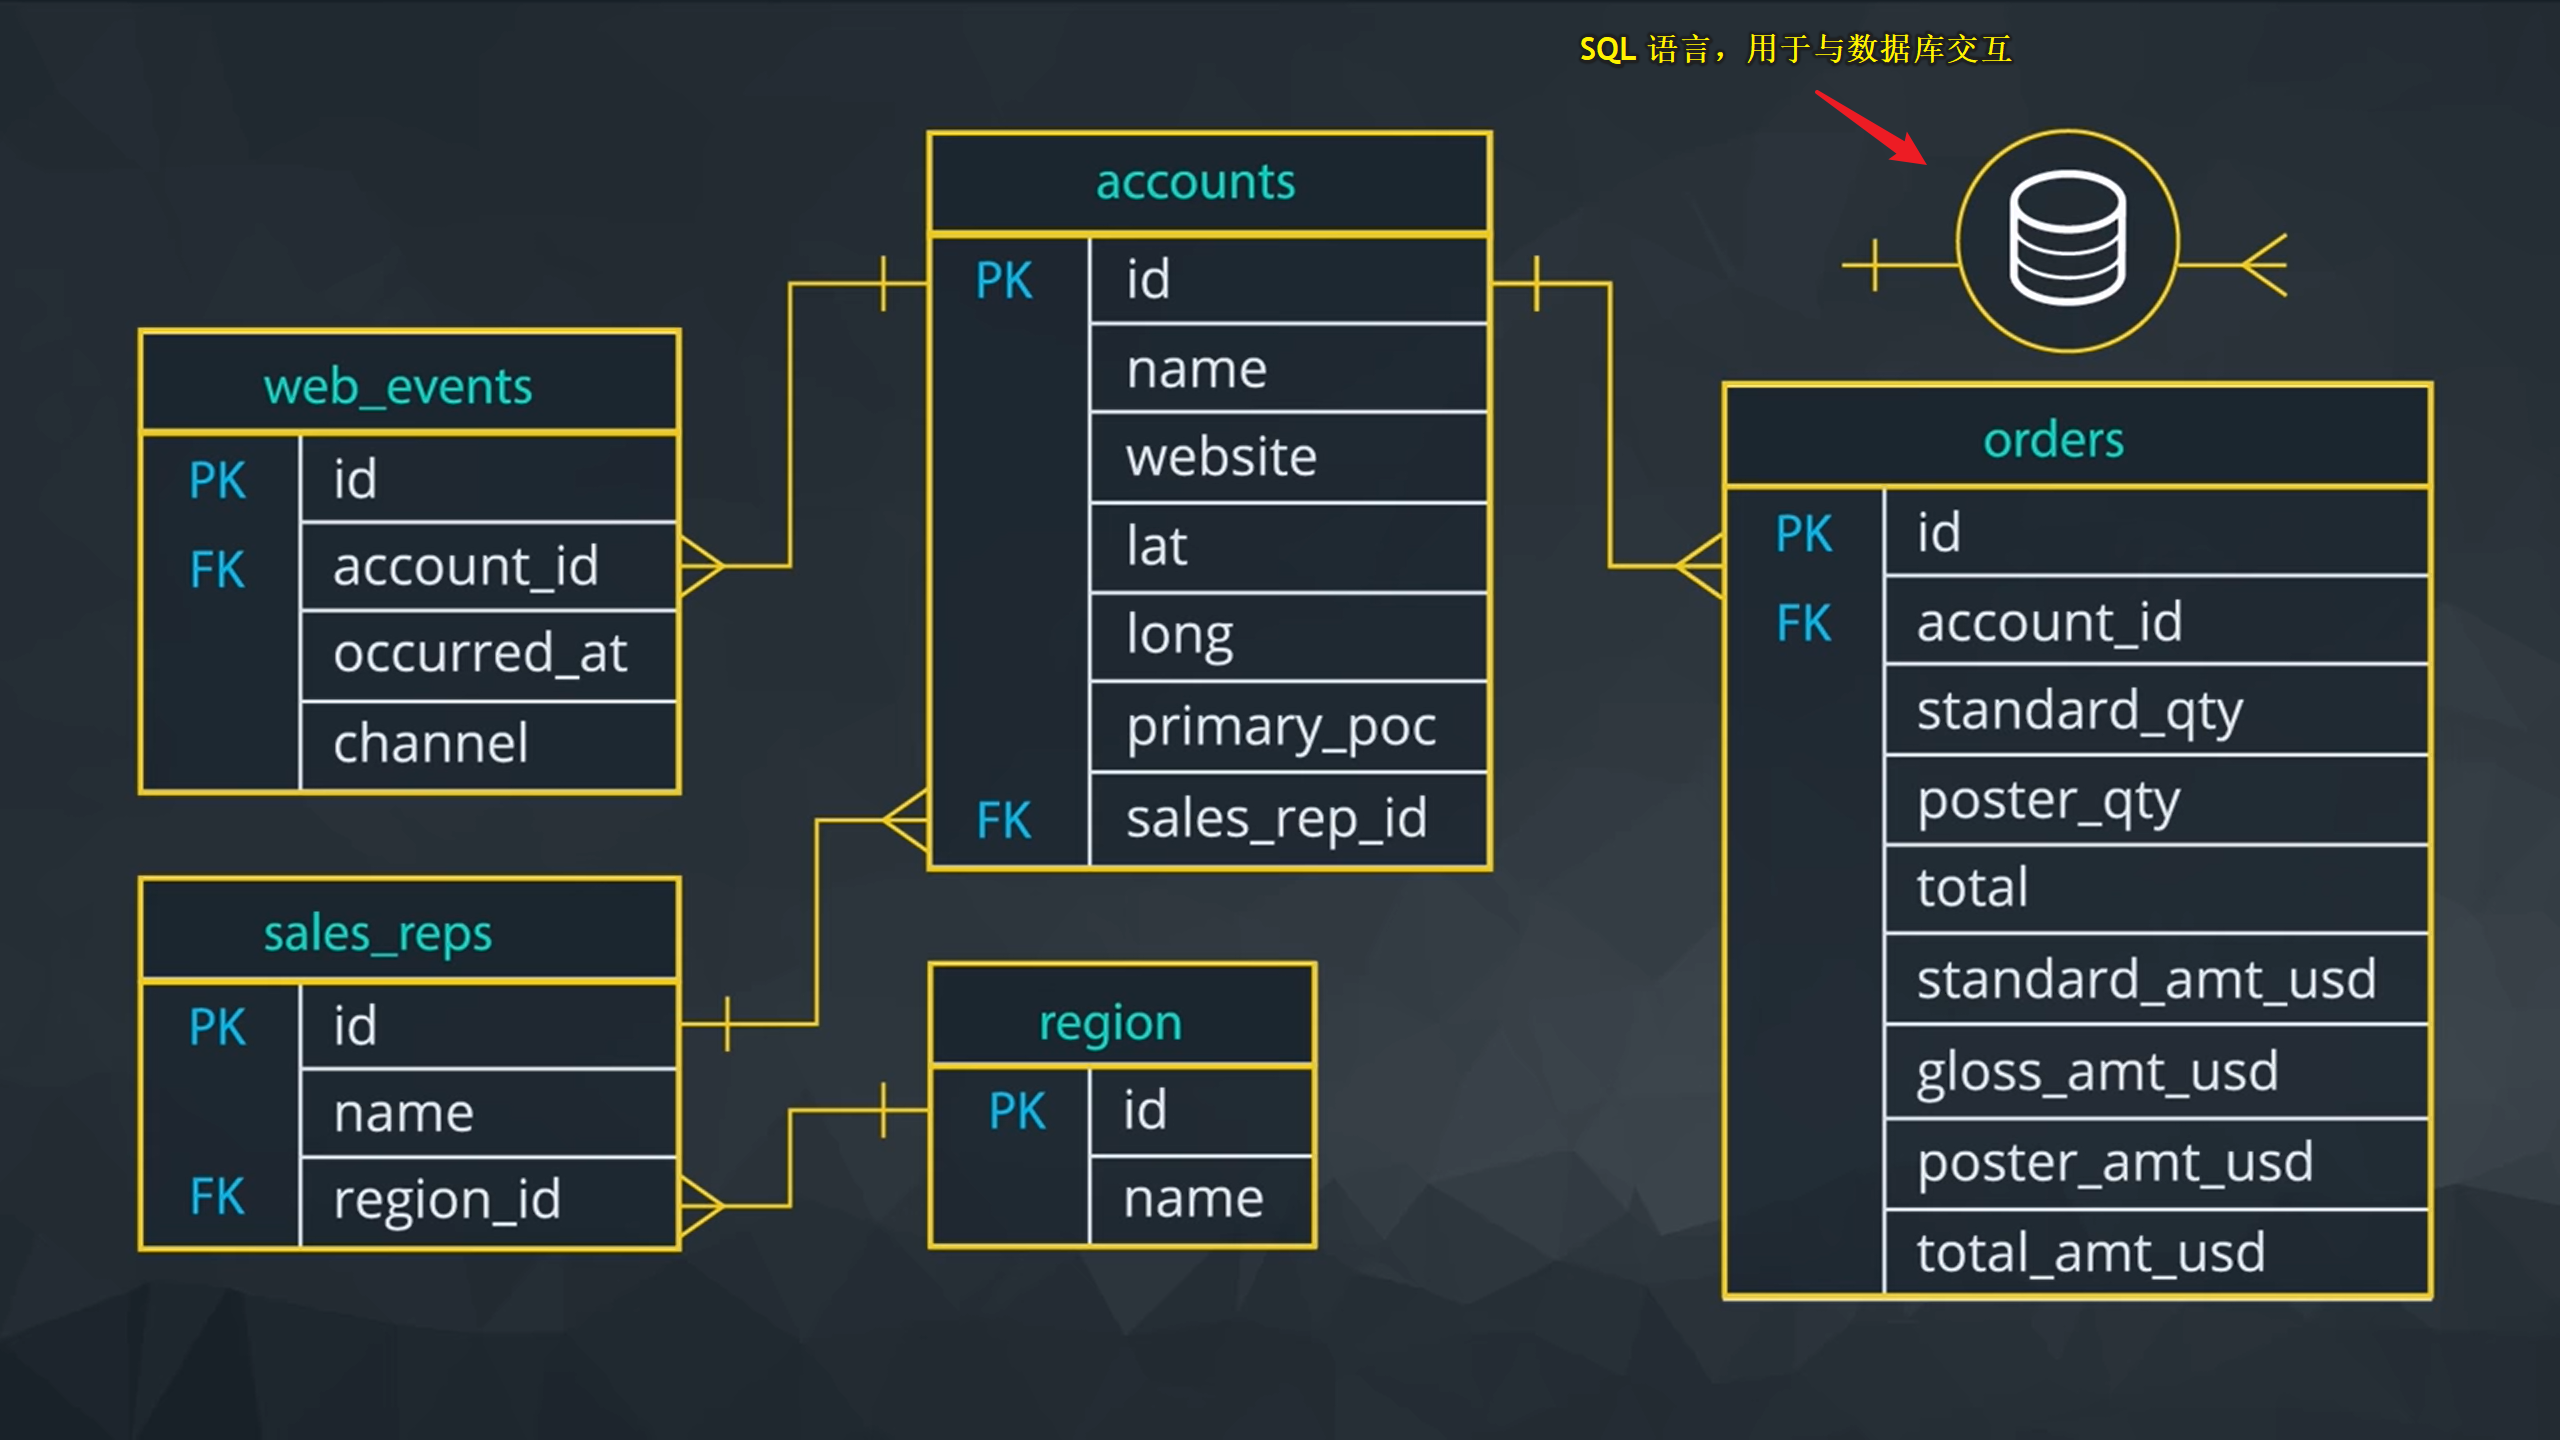 SQL 语言，用于与数据库交互
accounts
PK id
name
website
lat
long
primary_poc
FK sales_rep_id
web_events
PK id
FK account_id
occurred_at
channel
orders
PK id
FK account_id
standard_qty
poster_qty
total
standard_amt_usd
gloss_amt_usd
poster_amt_usd
total_amt_usd
sales_reps
PK id
name
FK region_id
region
PK id
name